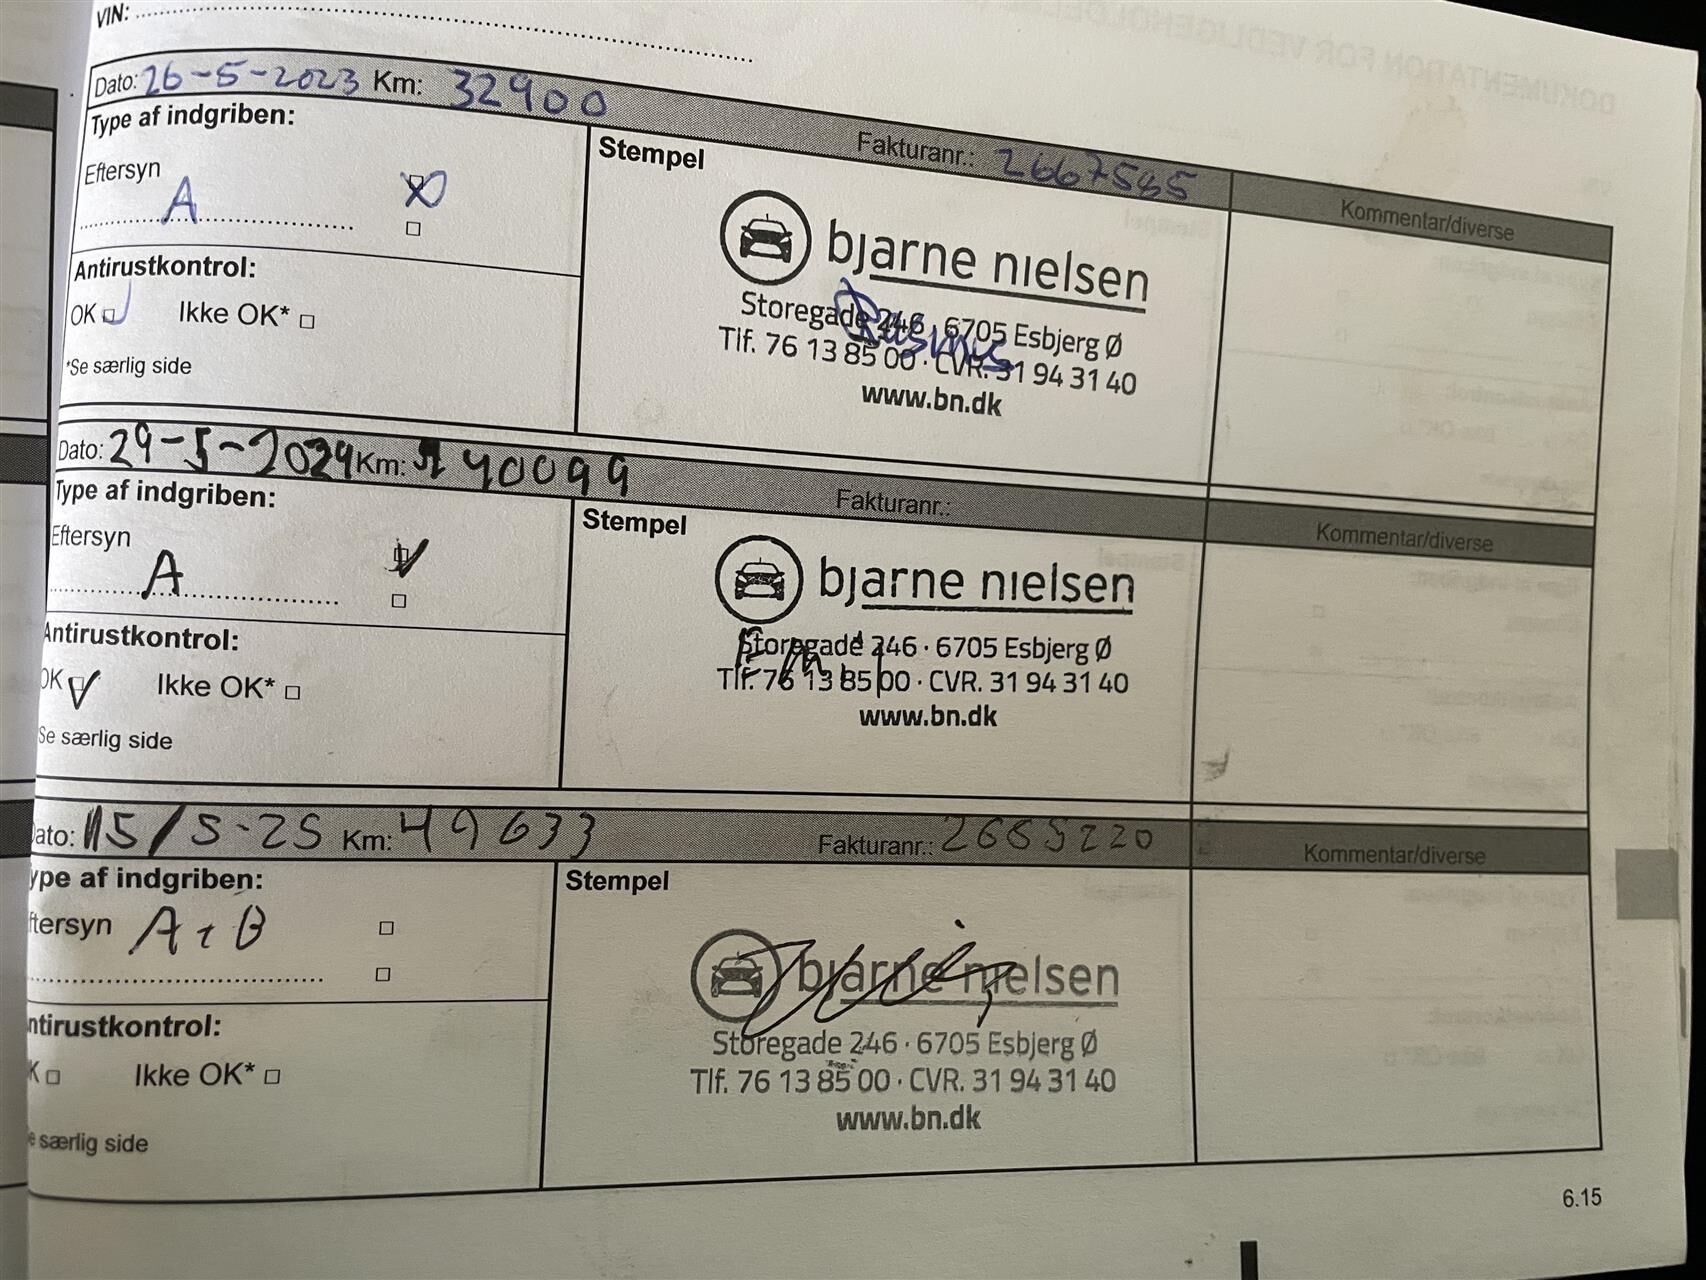 VIN:
Dato: 26-5-2023 Km: 32900 Fakturanr.: 2667585
Kommentar/diverse
Type af indgriben:
Stempel
Eftersyn
A
bjarne nielsen
Antirustkontrol:
OK Ikke OK*
Storegade 246 · 6705 Esbjerg Ø
Rasmus
Tlf. 76 13 85 00 · CVR. 31 94 31 40
*Se særlig side
www.bn.dk
Dato: 29-5-2024 Km: 40099 Fakturanr.:
Kommentar/diverse
Type af indgriben:
Stempel
Eftersyn
A
bjarne nielsen
Antirustkontrol:
Storegade 246 · 6705 Esbjerg Ø
Emil
OK Ikke OK*
Tlf. 76 13 85 00 · CVR. 31 94 31 40
www.bn.dk
Se særlig side
Dato: 15/5-25 Km: 49633 Fakturanr.: 2685220
Kommentar/diverse
ype af indgriben:
Stempel
ftersyn A+B
bjarne nielsen
ntirustkontrol:
Storegade 246 · 6705 Esbjerg Ø
K Ikke OK*
Tlf. 76 13 85 00 · CVR. 31 94 31 40
www.bn.dk
e særlig side
6.15